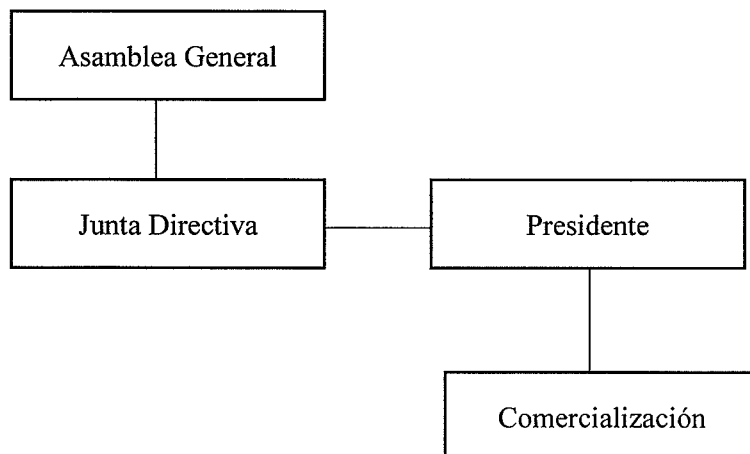 Asamblea General
Junta Directiva
Presidente
Comercialización